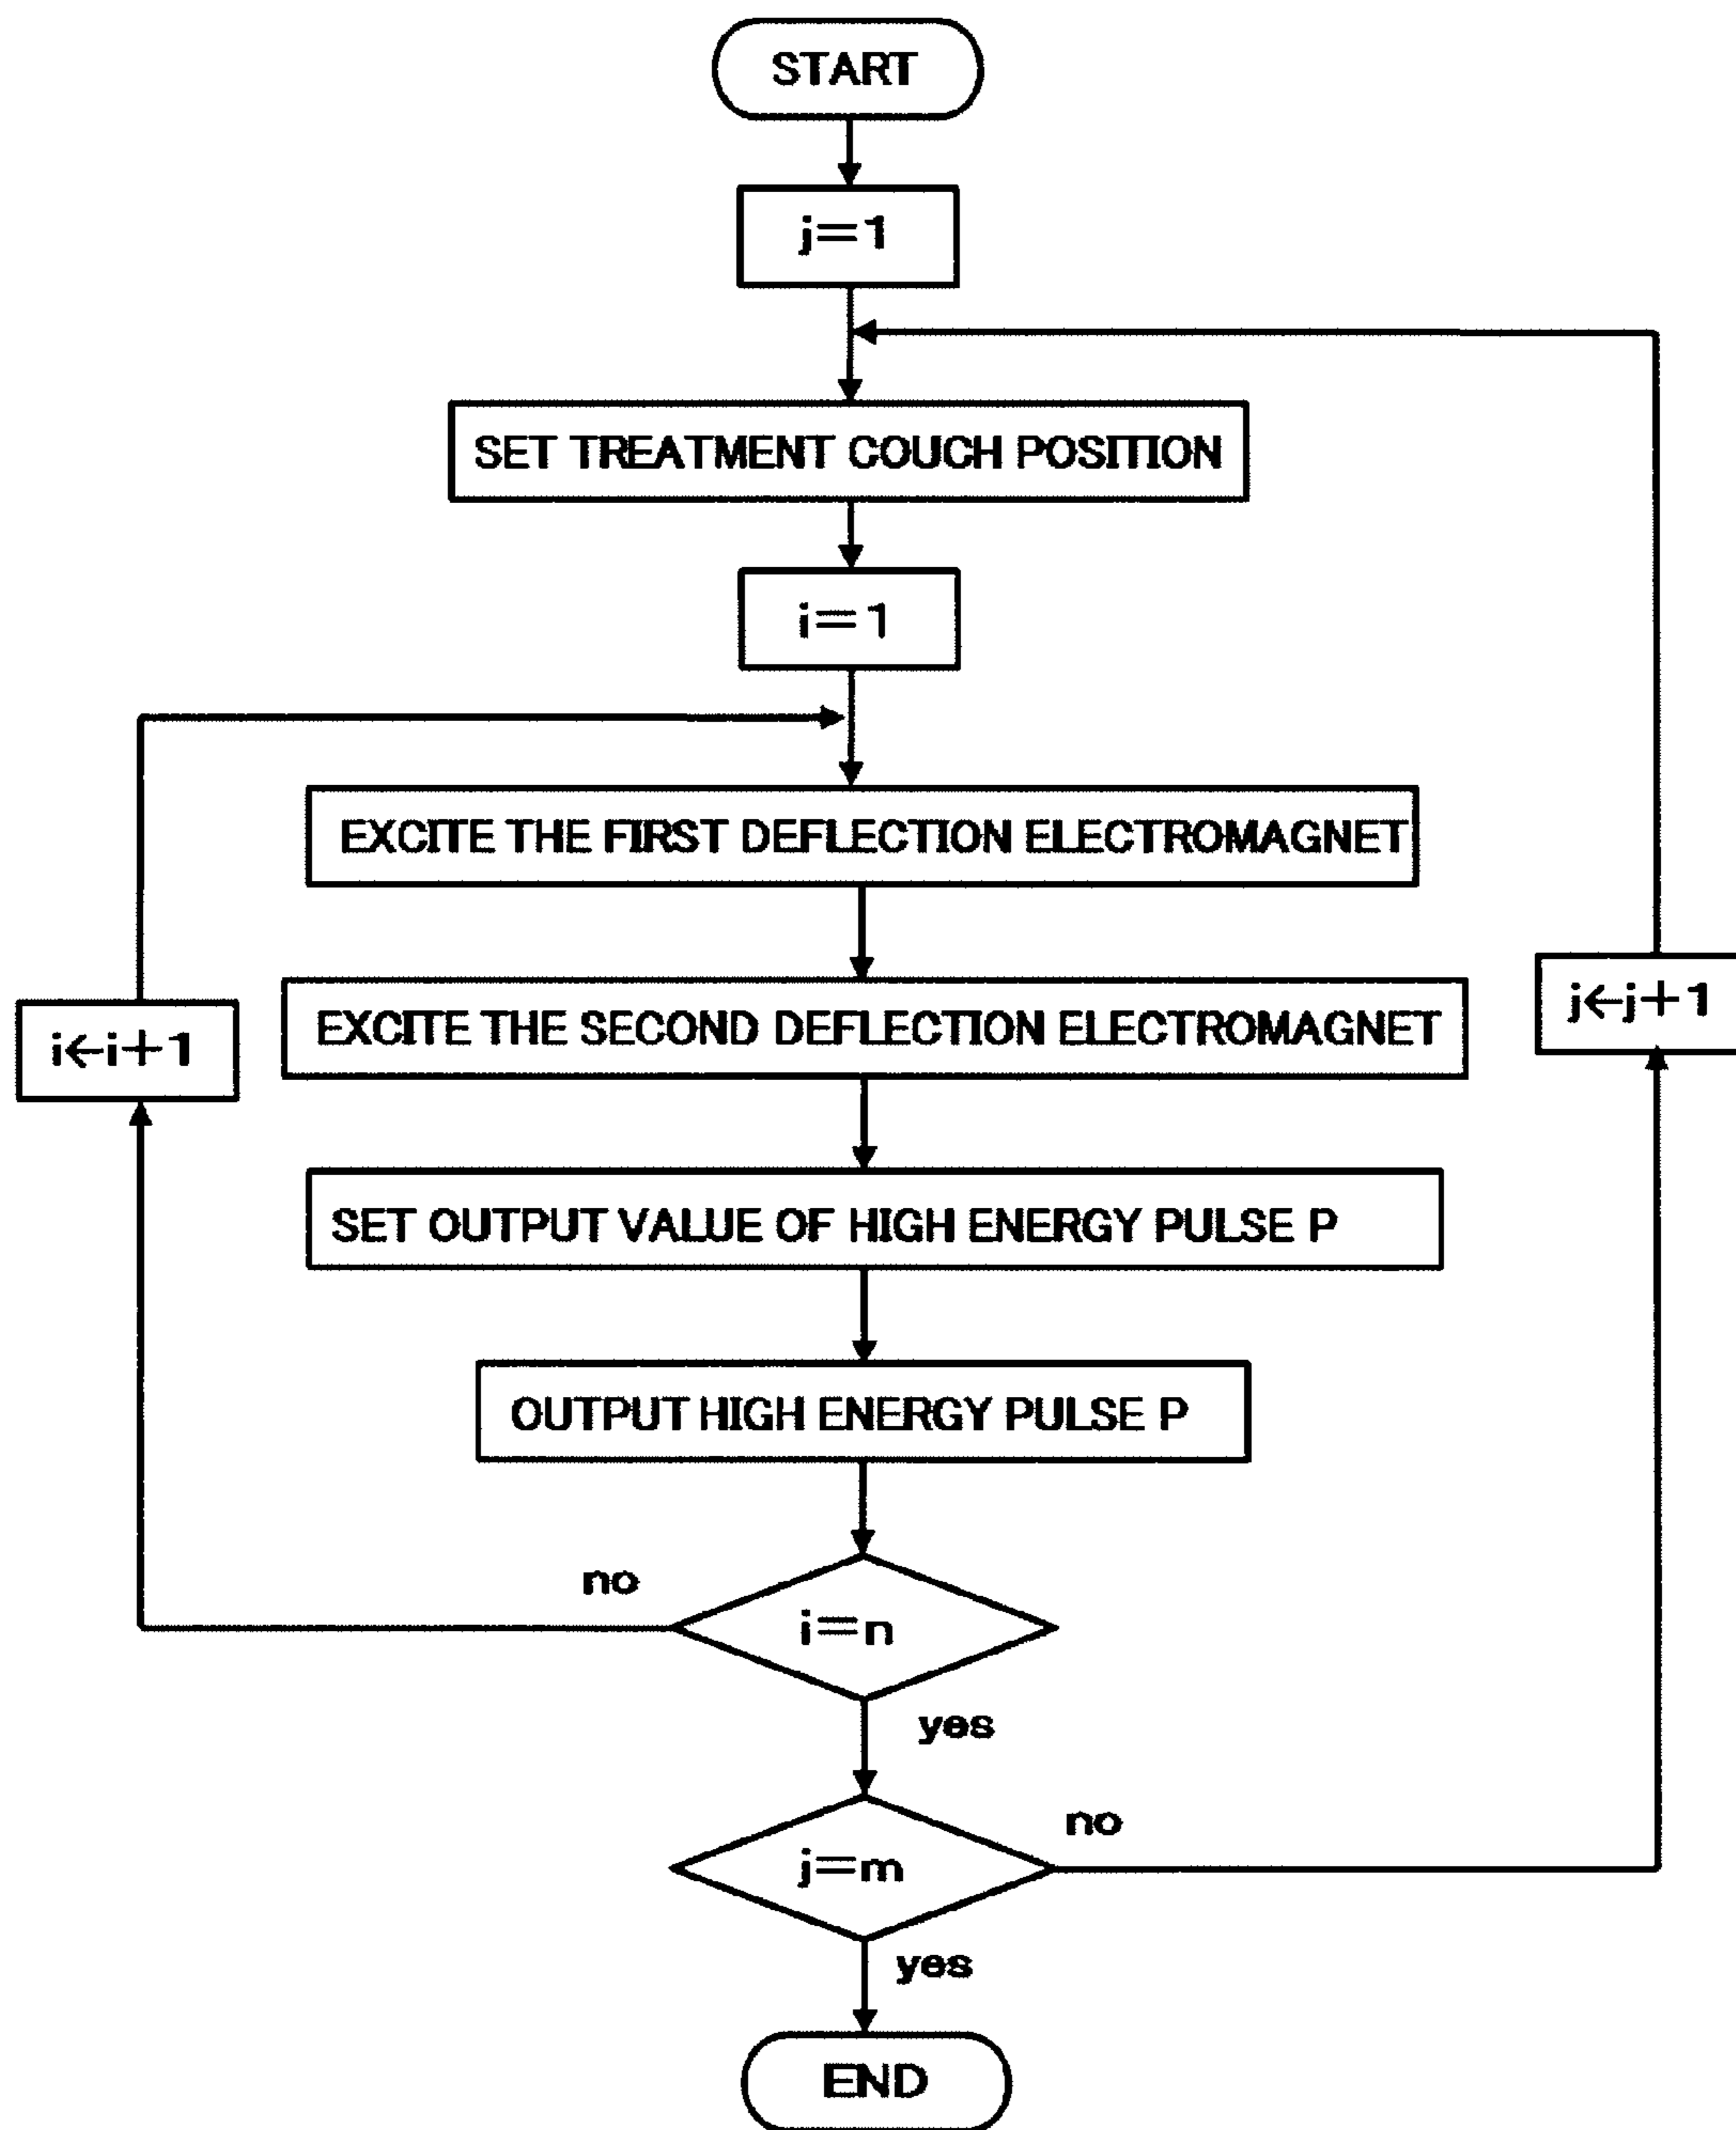 START
j=1
SET TREATMENT COUCH POSITION
i=1
EXCITE THE FIRST DEFLECTION ELECTROMAGNET
EXCITE THE SECOND DEFLECTION ELECTROMAGNET
i←i+1
j←j+1
SET OUTPUT VALUE OF HIGH ENERGY PULSE P
OUTPUT HIGH ENERGY PULSE P
no
i=n
yes
no
j=m
yes
END